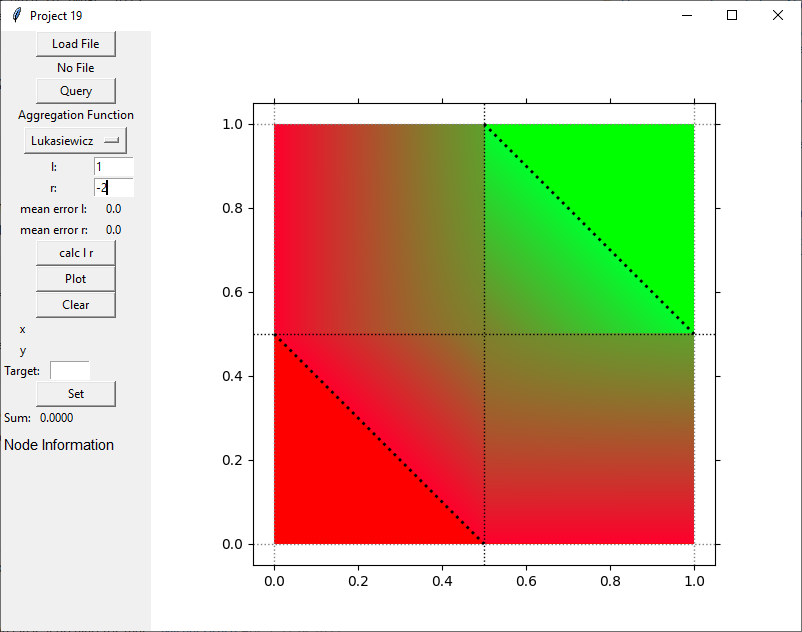 Project 19
Load File
No File
Query
Aggregation Function
Lukasiewicz
l: 1
r: -2
mean error l: 0.0
mean error r: 0.0
calc l r
Plot
Clear
x
y
Target:
Set
Sum: 0.0000
Node Information
1.0
0.8
0.6
0.4
0.2
0.0
0.0 0.2 0.4 0.6 0.8 1.0